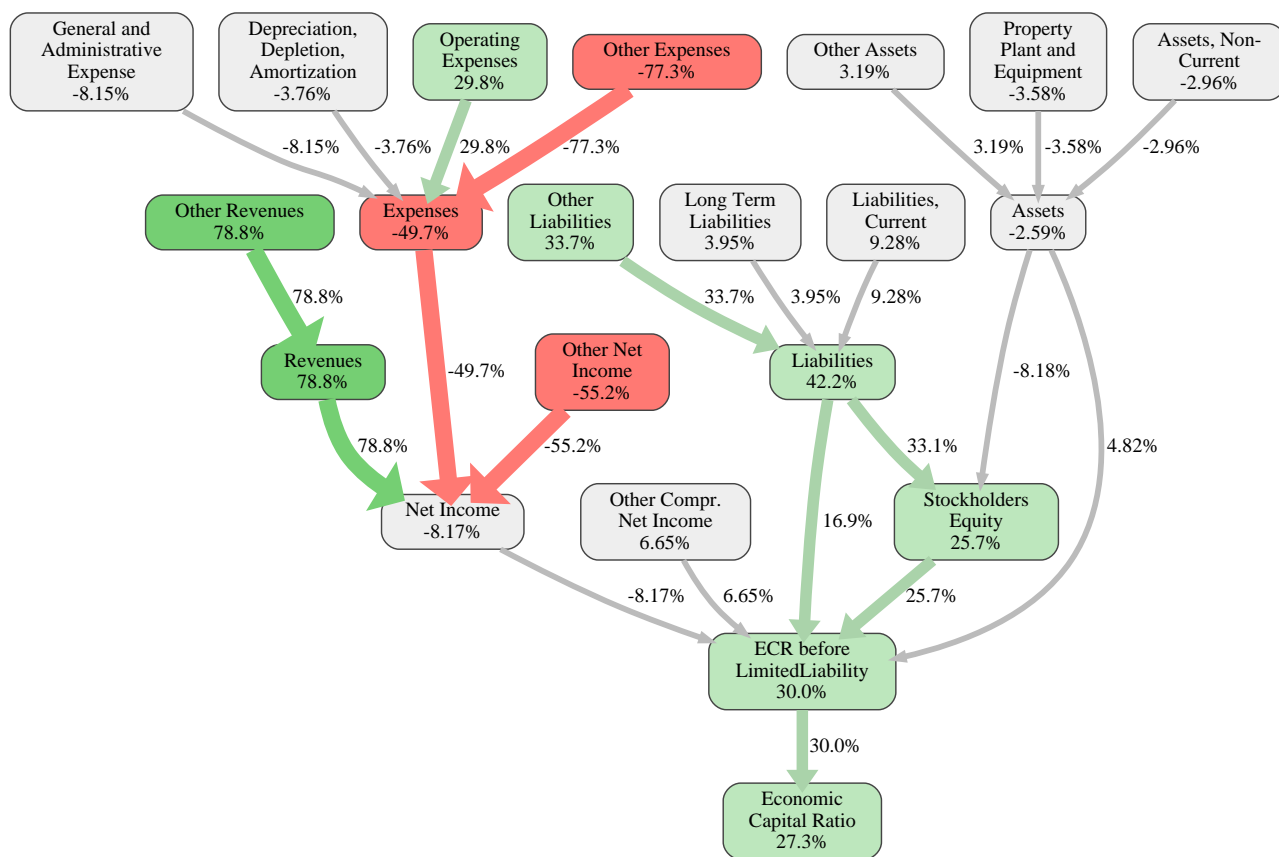 General and
Administrative
Expense
-8.15%
Depreciation,
Depletion,
Amortization
-3.76%
Operating
Expenses
29.8%
Other Expenses
-77.3%
Other Assets
3.19%
Property
Plant and
Equipment
-3.58%
Assets, Non-
Current
-2.96%
-8.15%
-3.76%
29.8%
-77.3%
3.19%
-3.58%
-2.96%
Other Revenues
78.8%
Expenses
-49.7%
Other
Liabilities
33.7%
Long Term
Liabilities
3.95%
Liabilities,
Current
9.28%
Assets
-2.59%
78.8%
33.7%
3.95%
9.28%
Revenues
78.8%
-49.7%
Other Net
Income
-55.2%
Liabilities
42.2%
-8.18%
78.8%
-55.2%
33.1%
4.82%
Net Income
-8.17%
Other Compr.
Net Income
6.65%
16.9%
Stockholders
Equity
25.7%
-8.17%
6.65%
25.7%
ECR before
LimitedLiability
30.0%
30.0%
Economic
Capital Ratio
27.3%